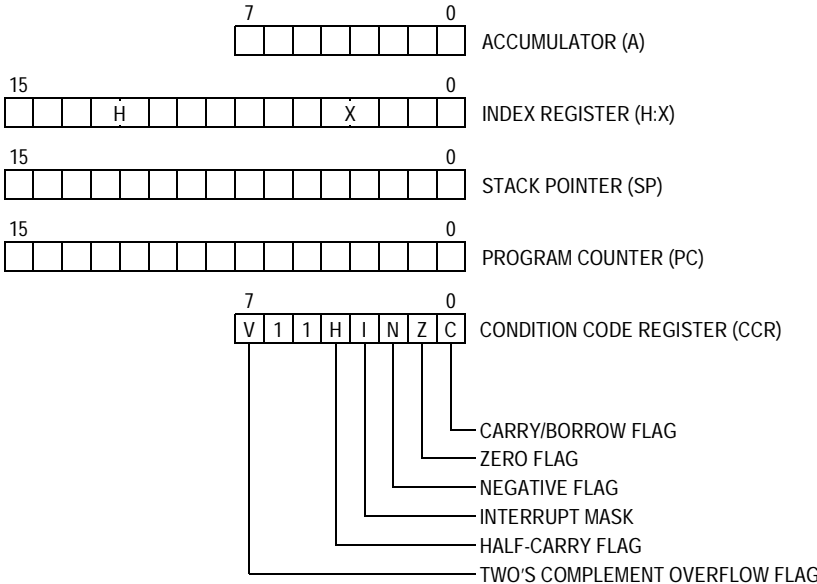 7 0
ACCUMULATOR (A)
15 0
H X INDEX REGISTER (H:X)
15 0
STACK POINTER (SP)
15 0
PROGRAM COUNTER (PC)
7 0
V 1 1 H I N Z C CONDITION CODE REGISTER (CCR)
CARRY/BORROW FLAG
ZERO FLAG
NEGATIVE FLAG
INTERRUPT MASK
HALF-CARRY FLAG
TWO'S COMPLEMENT OVERFLOW FLAG